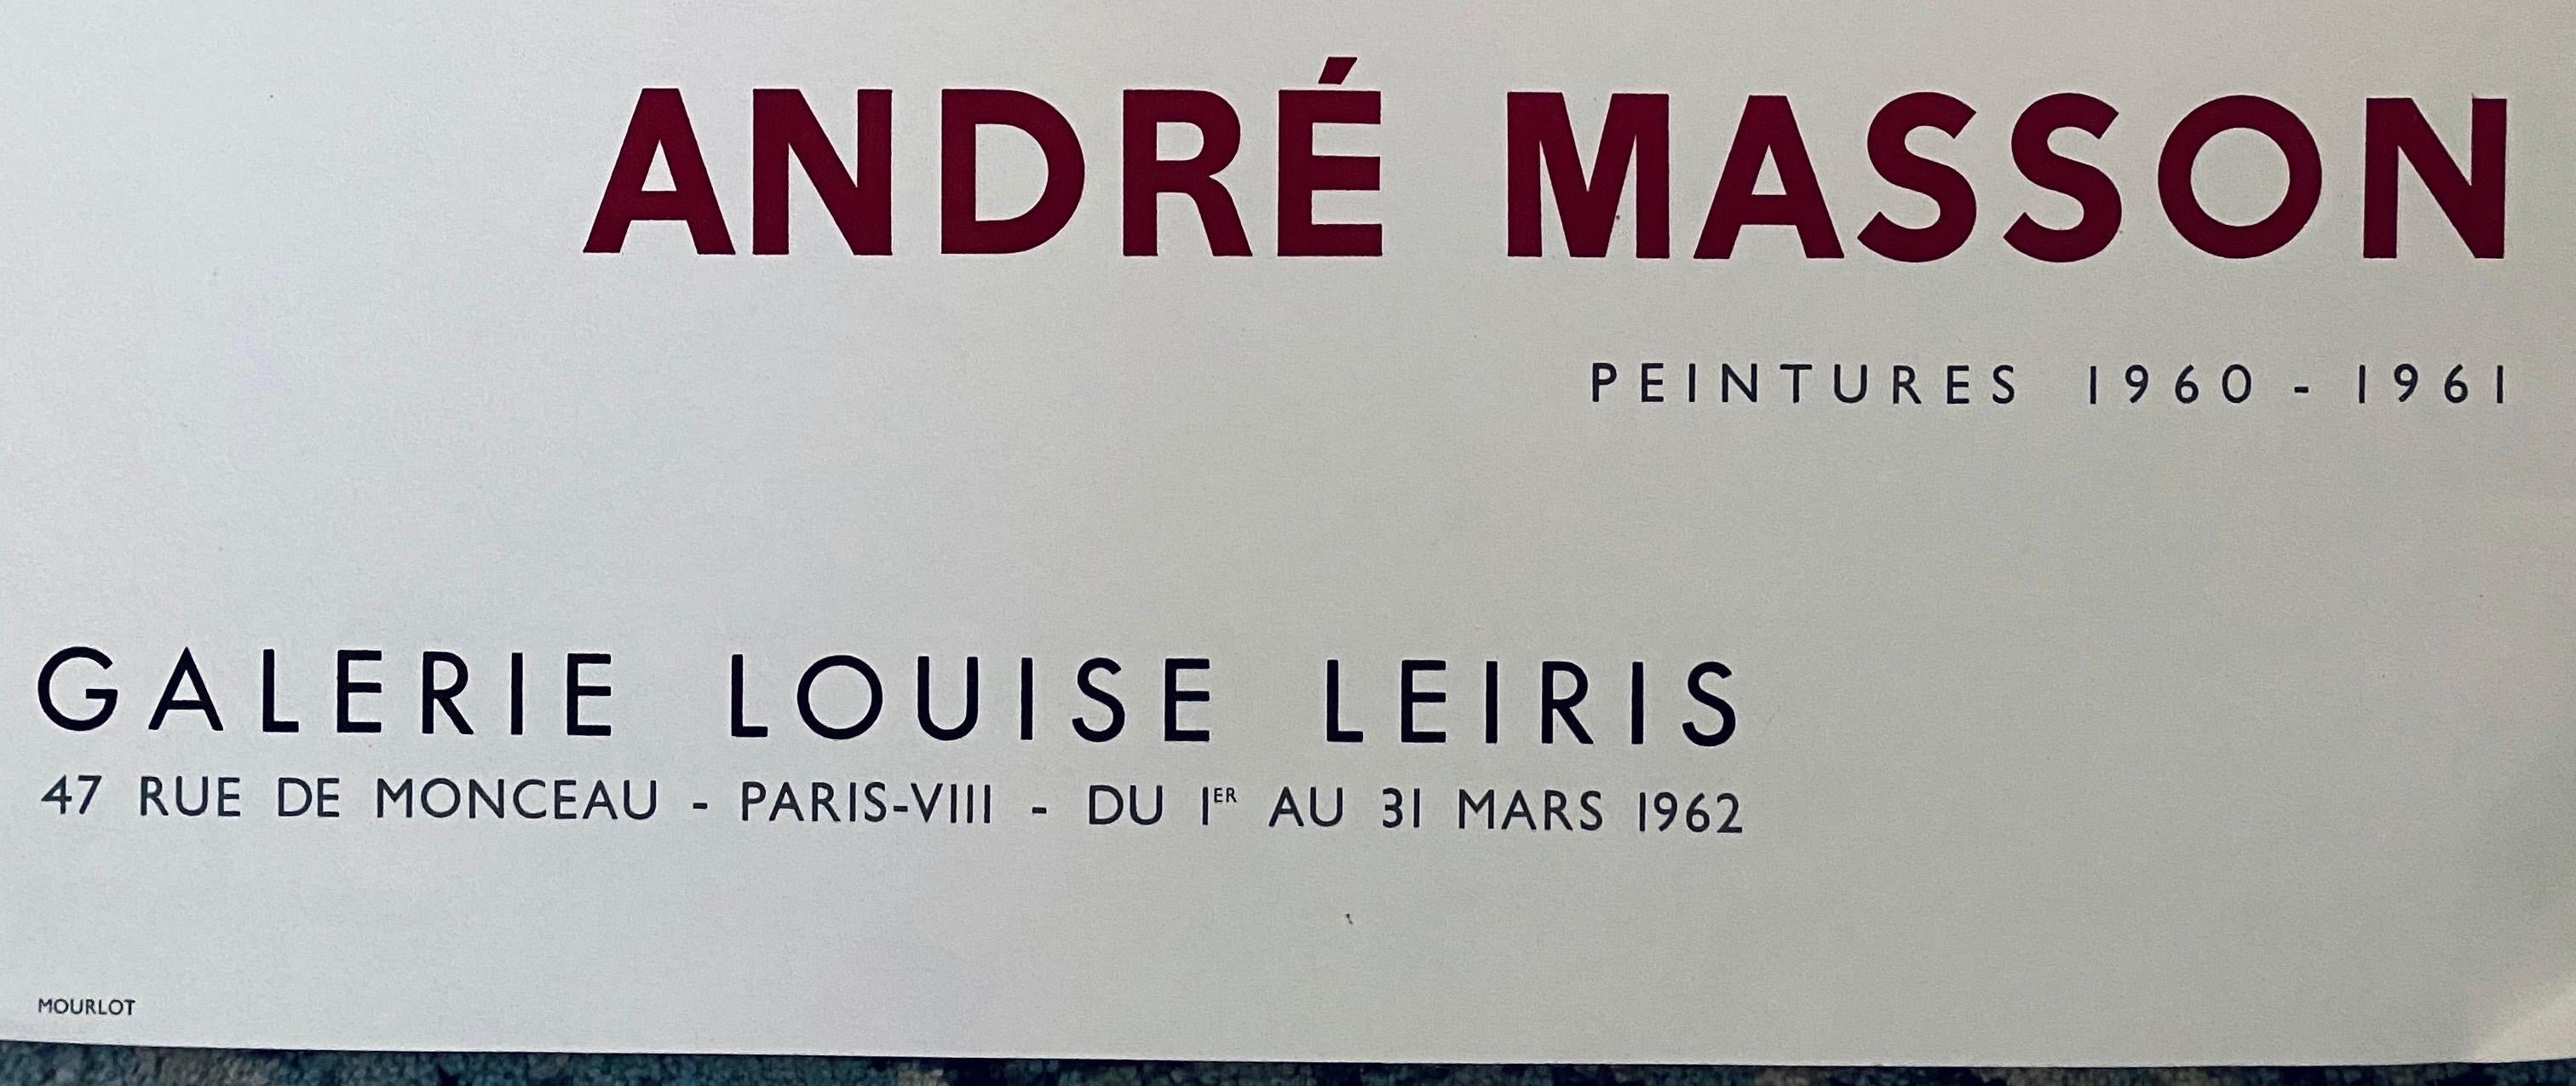 ANDRÉ MASSON
PEINTURES 1960 - 1961
GALERIE LOUISE LEIRIS
47 RUE DE MONCEAU - PARIS-VIII - DU 1ER AU 31 MARS 1962
MOURLOT